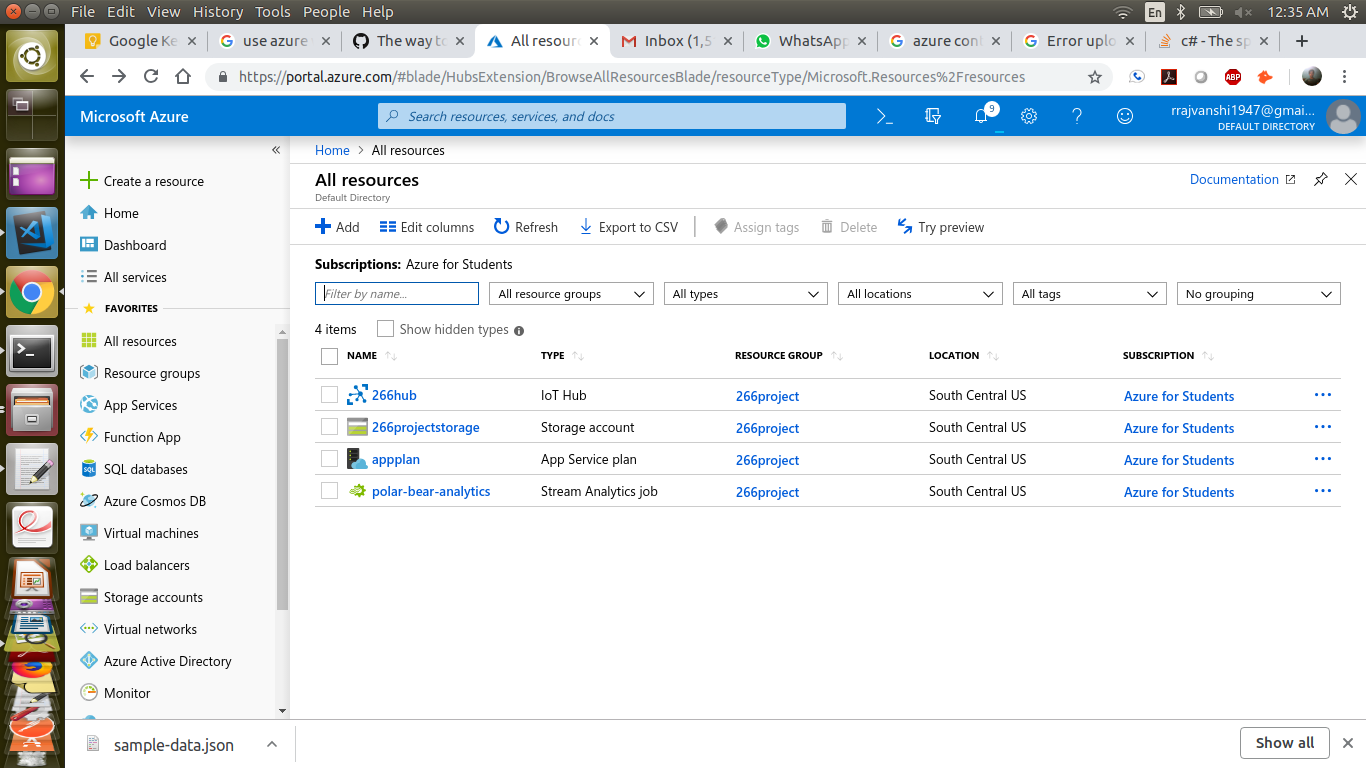 File Edit View History Tools People Help
En 12:35 AM
Google Ke
use azure
The way to
All resour
Inbox (1,5
WhatsApp
azure con
Error uplo
c# - The sp
https://portal.azure.com/#blade/HubsExtension/BrowseAllResourcesBlade/resourceType/Microsoft.Resources%2Fresources
ABP
Microsoft Azure
Search resources, services, and docs
9
rrajvanshi1947@gmai...
DEFAULT DIRECTORY
«
Create a resource
Home
Dashboard
All services
FAVORITES
All resources
Resource groups
App Services
Function App
SQL databases
Azure Cosmos DB
Virtual machines
Load balancers
Storage accounts
Virtual networks
Azure Active Directory
Monitor
Home > All resources
All resources
Default Directory
Documentation
Add Edit columns Refresh Export to CSV Assign tags Delete Try preview
Subscriptions: Azure for Students
Filter by name... All resource groups All types All locations All tags No grouping
4 items Show hidden types
NAME TYPE RESOURCE GROUP LOCATION SUBSCRIPTION
266hub IoT Hub 266project South Central US Azure for Students ...
266projectstorage Storage account 266project South Central US Azure for Students ...
appplan App Service plan 266project South Central US Azure for Students ...
polar-bear-analytics Stream Analytics job 266project South Central US Azure for Students ...
sample-data.json
Show all